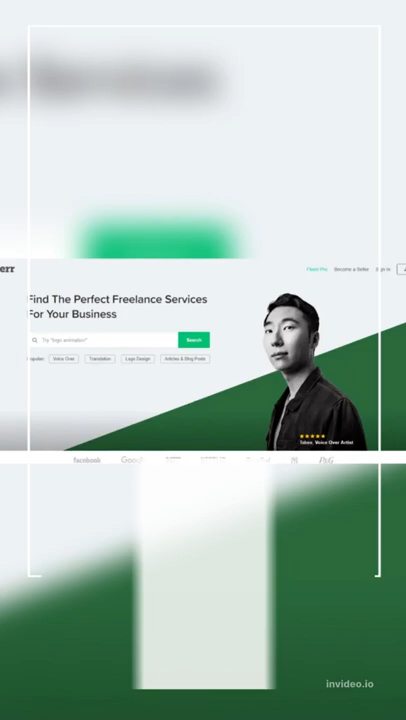 err
Fiverr Pro
Become a Seller
Sign In
Find The Perfect Freelance Services
For Your Business
Try "logo animation"
Search
Popular:
Voice Over
Translation
Logo Design
Articles & Blog Posts
★★★★★
Takeo, Voice Over Artist
facebook
Google
P&G
invideo.io